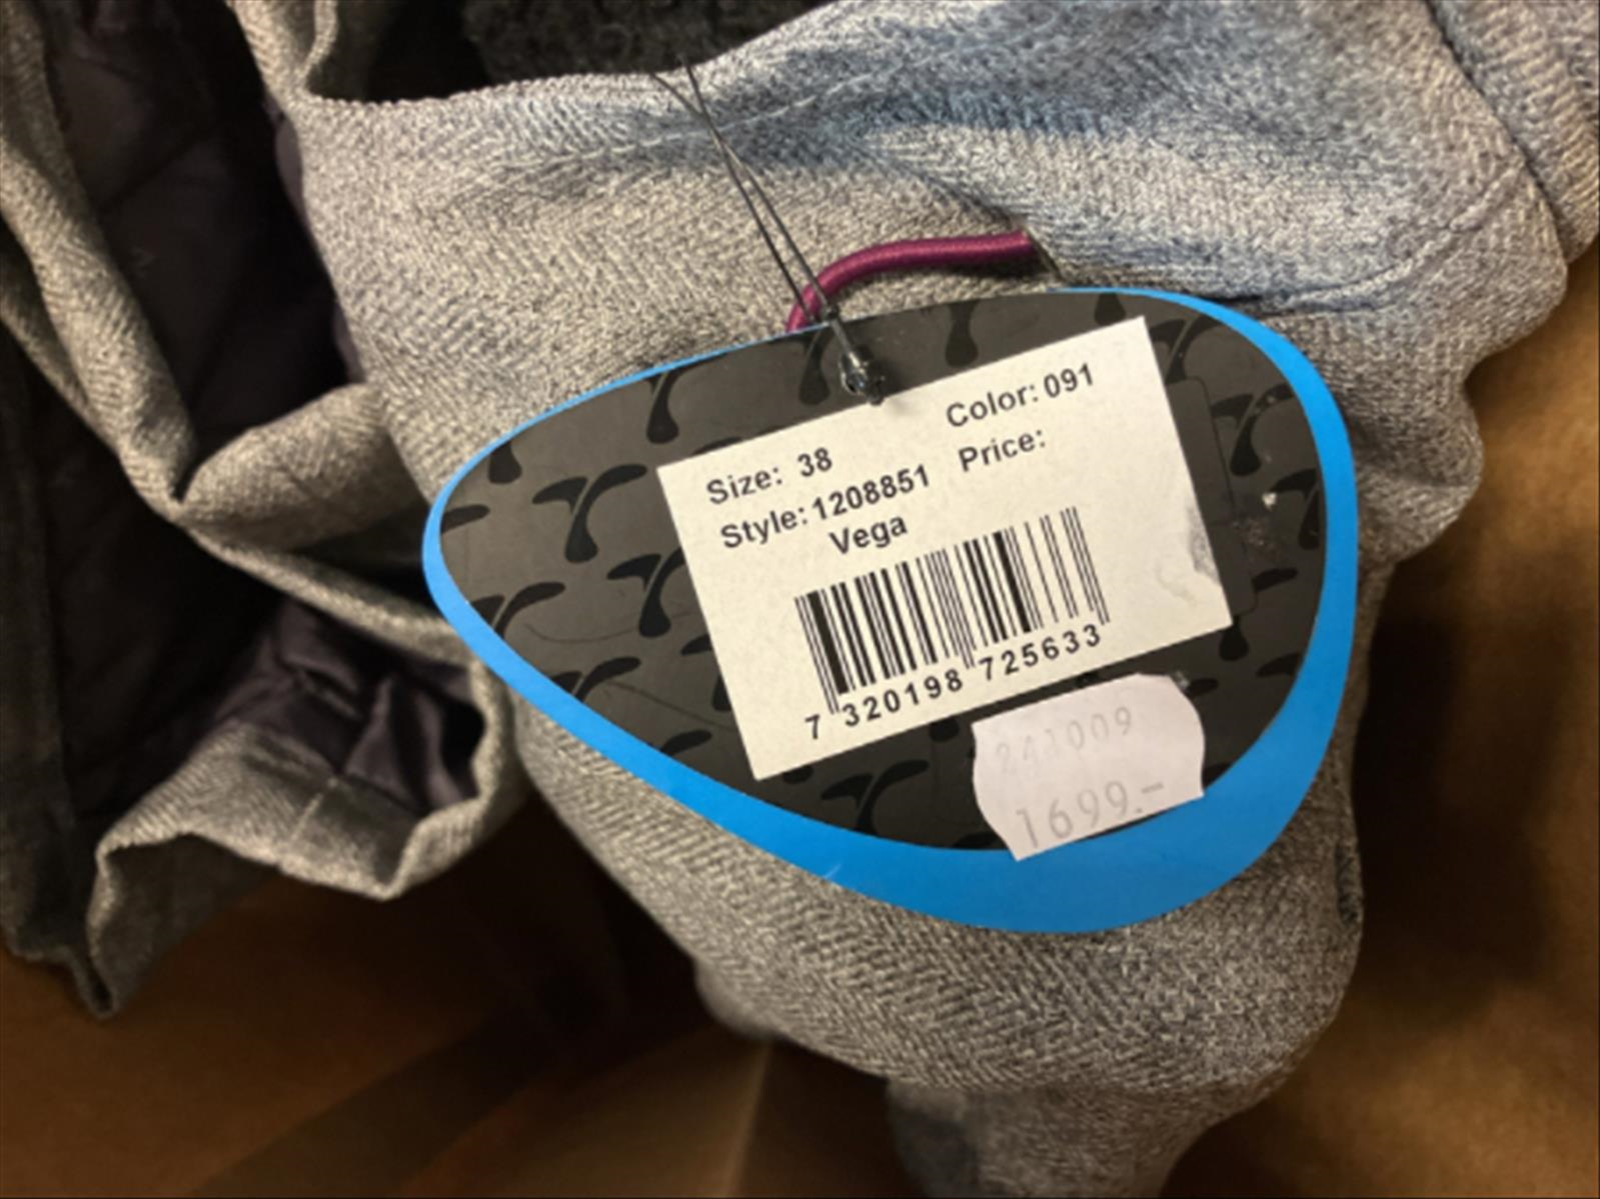 Size: 38
Color: 091
Style: 1208851
Price:
Vega
7 320198 725633
241009
1699.-